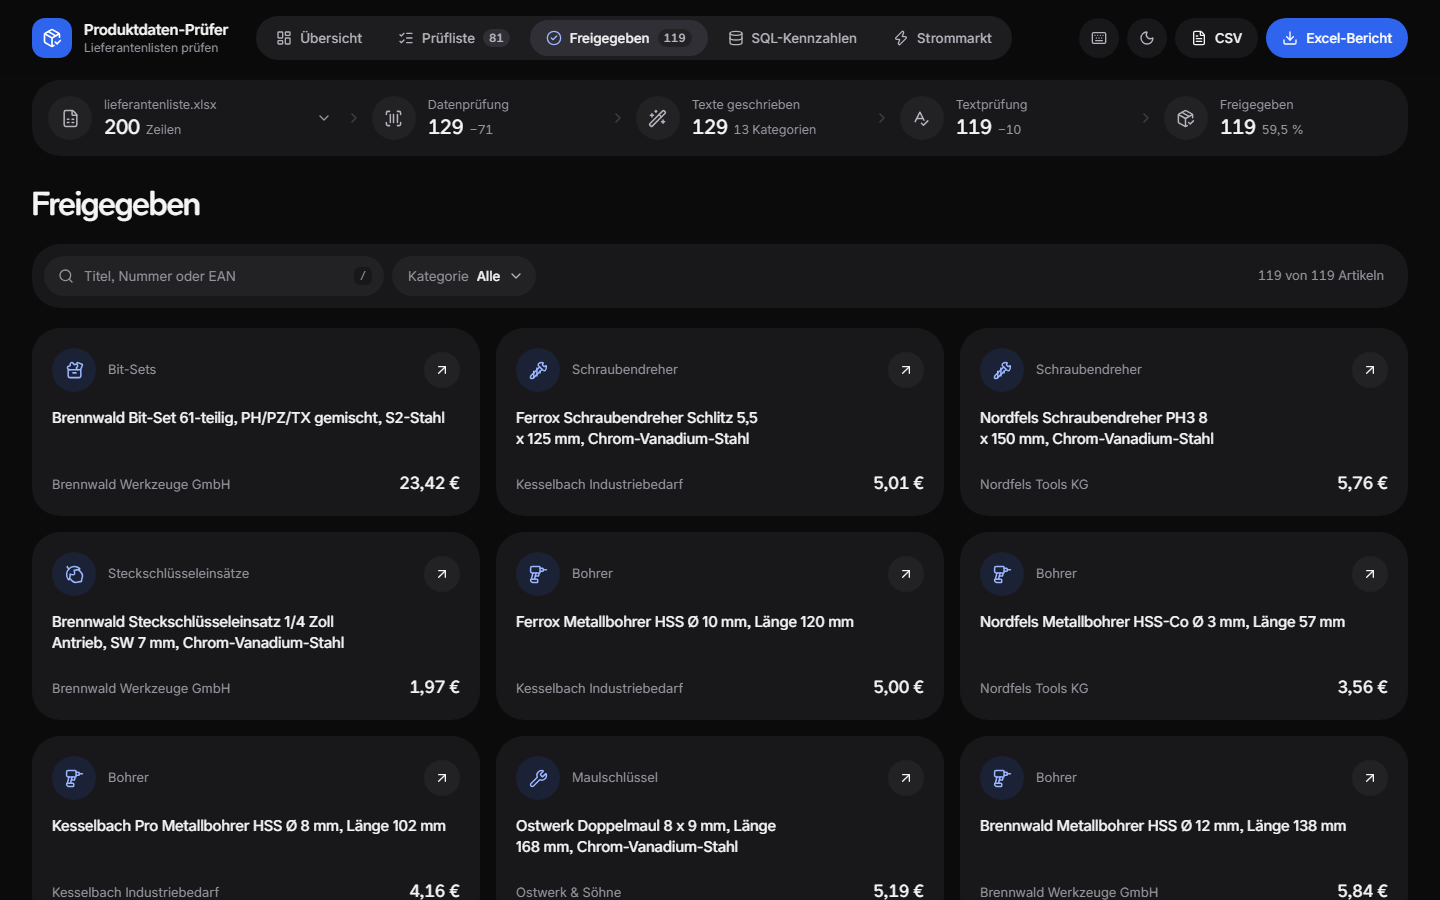 Produktdaten-Prüfer
Lieferantenlisten prüfen
Übersicht
Prüfliste 81
Freigegeben 119
SQL-Kennzahlen
Strommarkt
CSV
Excel-Bericht
lieferantenliste.xlsx
200 Zeilen
Datenprüfung
129 −71
Texte geschrieben
129 13 Kategorien
Textprüfung
119 −10
Freigegeben
119 59,5 %
Freigegeben
Titel, Nummer oder EAN /
Kategorie Alle
119 von 119 Artikeln
Bit-Sets
Brennwald Bit-Set 61-teilig, PH/PZ/TX gemischt, S2-Stahl
Brennwald Werkzeuge GmbH 23,42 €
Schraubendreher
Ferrox Schraubendreher Schlitz 5,5
x 125 mm, Chrom-Vanadium-Stahl
Kesselbach Industriebedarf 5,01 €
Schraubendreher
Nordfels Schraubendreher PH3 8
x 150 mm, Chrom-Vanadium-Stahl
Nordfels Tools KG 5,76 €
Steckschlüsseleinsätze
Brennwald Steckschlüsseleinsatz 1/4 Zoll
Antrieb, SW 7 mm, Chrom-Vanadium-Stahl
Brennwald Werkzeuge GmbH 1,97 €
Bohrer
Ferrox Metallbohrer HSS Ø 10 mm, Länge 120 mm
Kesselbach Industriebedarf 5,00 €
Bohrer
Nordfels Metallbohrer HSS-Co Ø 3 mm, Länge 57 mm
Nordfels Tools KG 3,56 €
Bohrer
Kesselbach Pro Metallbohrer HSS Ø 8 mm, Länge 102 mm
Kesselbach Industriebedarf 4,16 €
Maulschlüssel
Ostwerk Doppelmaul 8 x 9 mm, Länge
168 mm, Chrom-Vanadium-Stahl
Ostwerk & Söhne 5,19 €
Bohrer
Brennwald Metallbohrer HSS Ø 12 mm, Länge 138 mm
Brennwald Werkzeuge GmbH 5,84 €